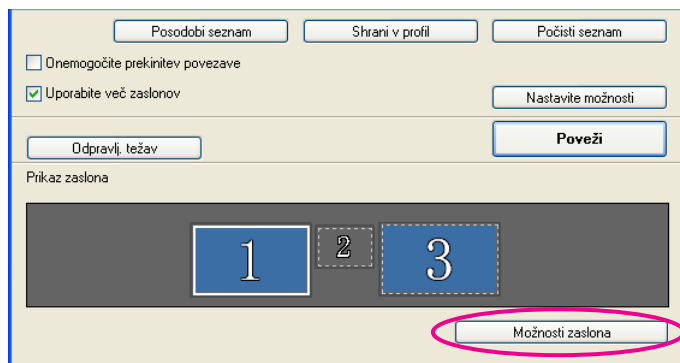 Posodobi seznam Shrani v profil Počisti seznam
Onemogočite prekinitev povezave
Uporabite več zaslonov
Nastavite možnosti
Poveži
Odpravlj. težav
Prikaz zaslona
1 2 3
Možnosti zaslona